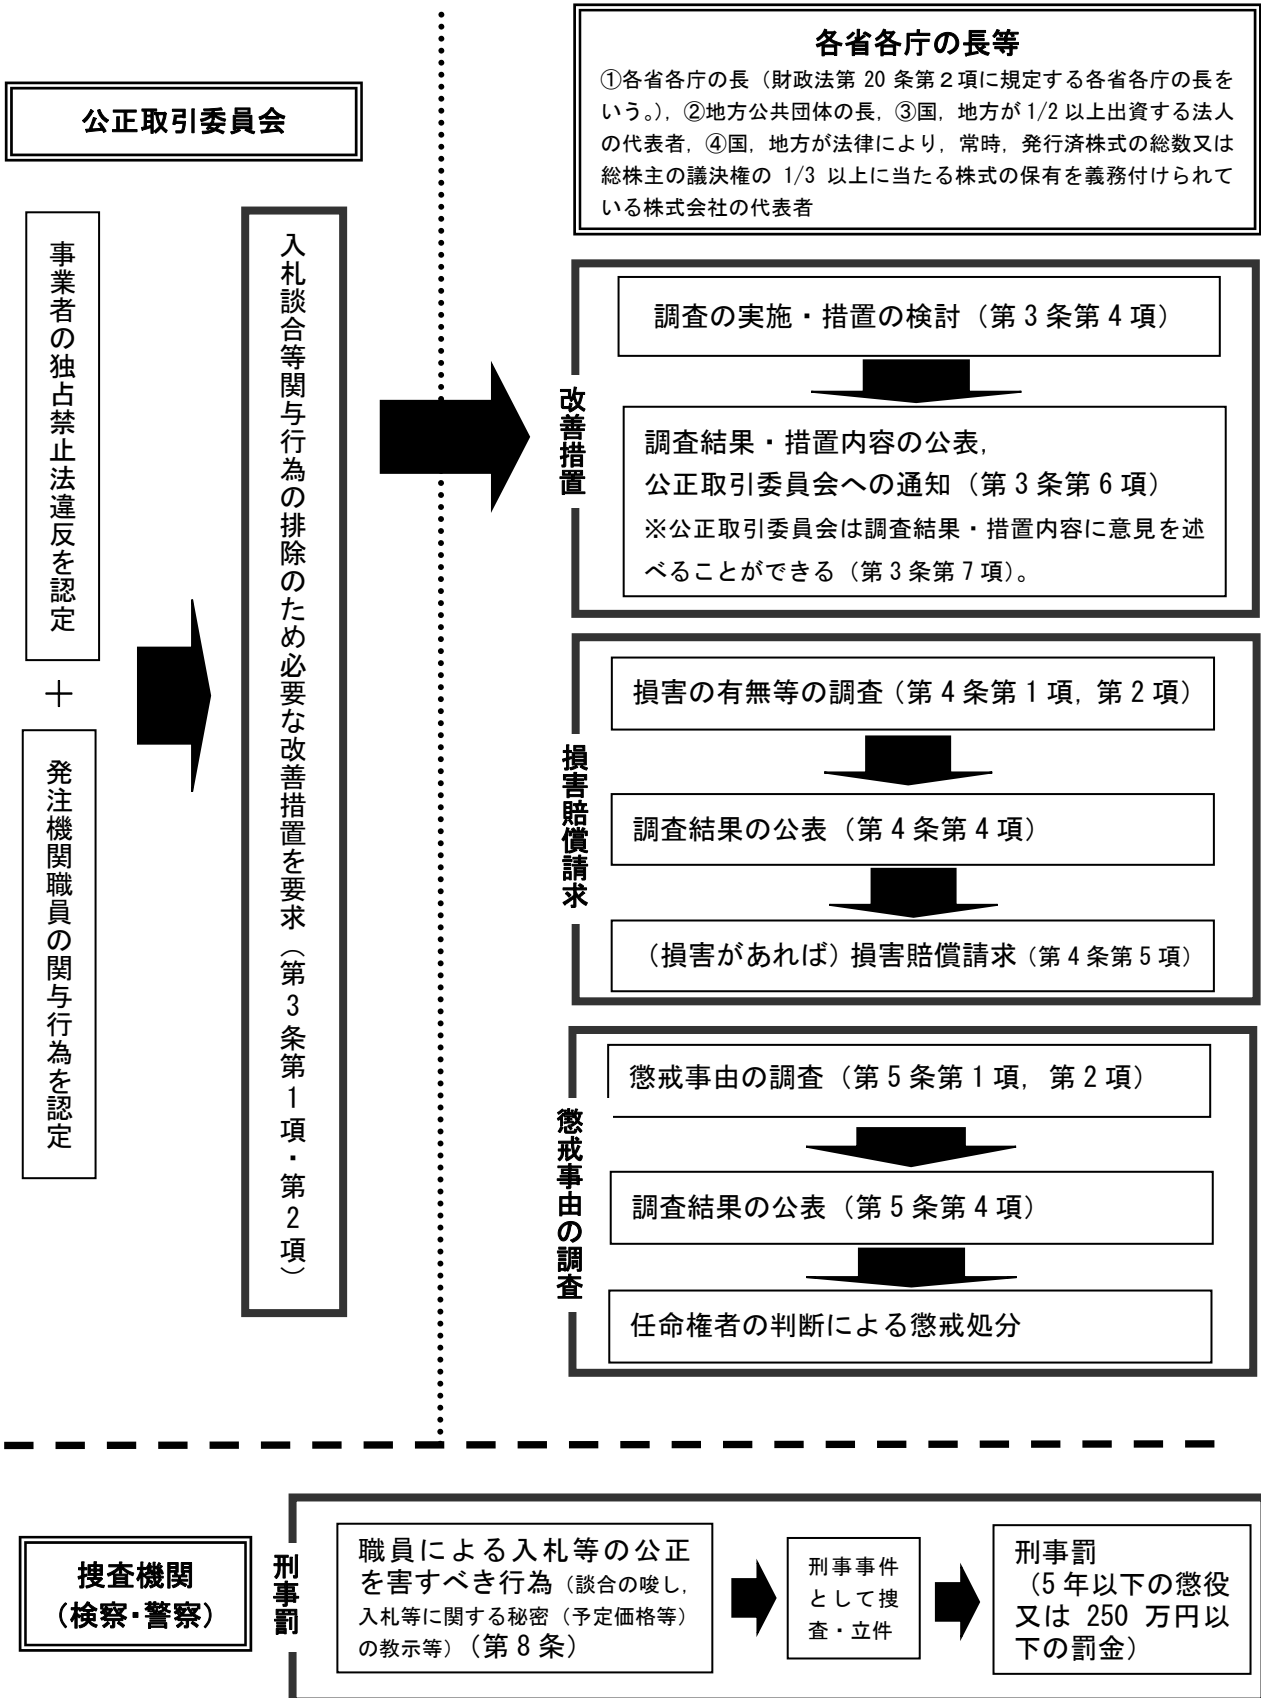 公正取引委員会
事業者の独占禁止法違反を認定
＋
発注機関職員の関与行為を認定
入札談合等関与行為の排除のため必要な改善措置を要求（第3条第1項・第2項）
各省各庁の長等
①各省各庁の長（財政法第20条第2項に規定する各省各庁の長を
いう。），②地方公共団体の長，③国，地方が1/2以上出資する法人
の代表者，④国，地方が法律により，常時，発行済株式の総数又は
総株主の議決権の1/3以上に当たる株式の保有を義務付けられて
いる株式会社の代表者
改善措置
調査の実施・措置の検討（第3条第4項）
調査結果・措置内容の公表，
公正取引委員会への通知（第3条第6項）
※公正取引委員会は調査結果・措置内容に意見を述
べることができる（第3条第7項）。
損害賠償請求
損害の有無等の調査（第4条第1項，第2項）
調査結果の公表（第4条第4項）
（損害があれば）損害賠償請求（第4条第5項）
懲戒事由の調査
懲戒事由の調査（第5条第1項，第2項）
調査結果の公表（第5条第4項）
任命権者の判断による懲戒処分
捜査機関
（検察・警察）
刑事罰
職員による入札等の公正
を害すべき行為（談合の唆し，
入札等に関する秘密（予定価格等）
の教示等）（第8条）
刑事事件
として捜
査・立件
刑事罰
（5年以下の懲役
又は250万円以
下の罰金）